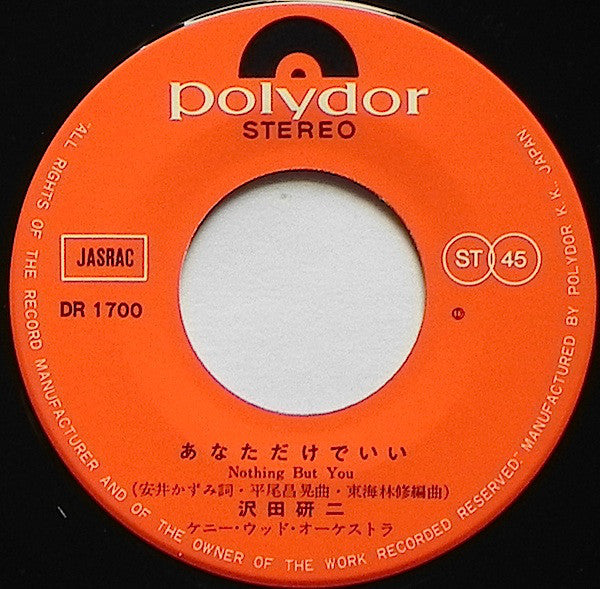 polydor
STEREO
JASRAC
DR 1700
ST 45
あなただけでいい
Nothing But You
(安井かずみ詞・平尾昌晃曲・東海林修編曲)
沢田研二
ケニー・ウッド・オーケストラ
"ALL RIGHTS OF THE RECORD MANUFACTURER AND OF THE OWNER OF THE WORK RECORDED RESERVED." MANUFACTURED BY POLYDOR K.K. JAPAN